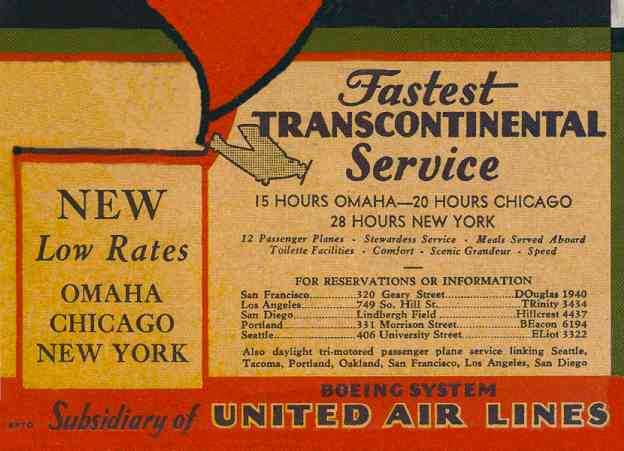 Fastest
TRANSCONTINENTAL
Service
15 HOURS OMAHA—20 HOURS CHICAGO
28 HOURS NEW YORK
12 Passenger Planes - Stewardess Service - Meals Served Aboard
Toilette Facilities - Comfort - Scenic Grandeur - Speed
NEW
Low Rates
OMAHA
CHICAGO
NEW YORK
FOR RESERVATIONS OR INFORMATION
San Francisco..............320 Geary Street..............DOuglas 1940
Los Angeles..............749 So. Hill St...............TRinity 3434
San Diego..............Lindbergh Field..............Hillcrest 4437
Portland..............331 Morrison Street..............BEacon 6194
Seattle..............406 University Street..............ELiot 3322
Also daylight tri-motored passenger plane service linking Seattle,
Tacoma, Portland, Oakland, San Francisco, Los Angeles, San Diego
BOEING SYSTEM
Subsidiary of UNITED AIR LINES